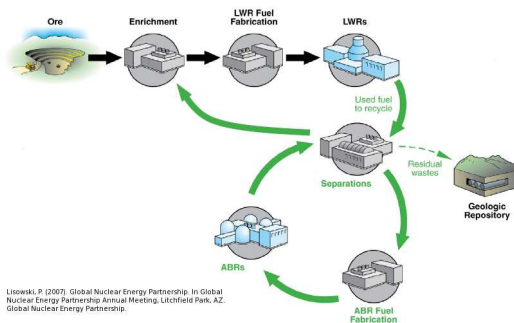 Ore
Enrichment
LWR Fuel
Fabrication
LWRs
Used fuel
to recycle
Separations
Residual
wastes
Geologic
Repository
ABRs
ABR Fuel
Fabrication
Lisowski, P. (2007). Global Nuclear Energy Partnership. In Global
Nuclear Energy Partnership Annual Meeting, Litchfield Park, AZ.
Global Nuclear Energy Partnership.